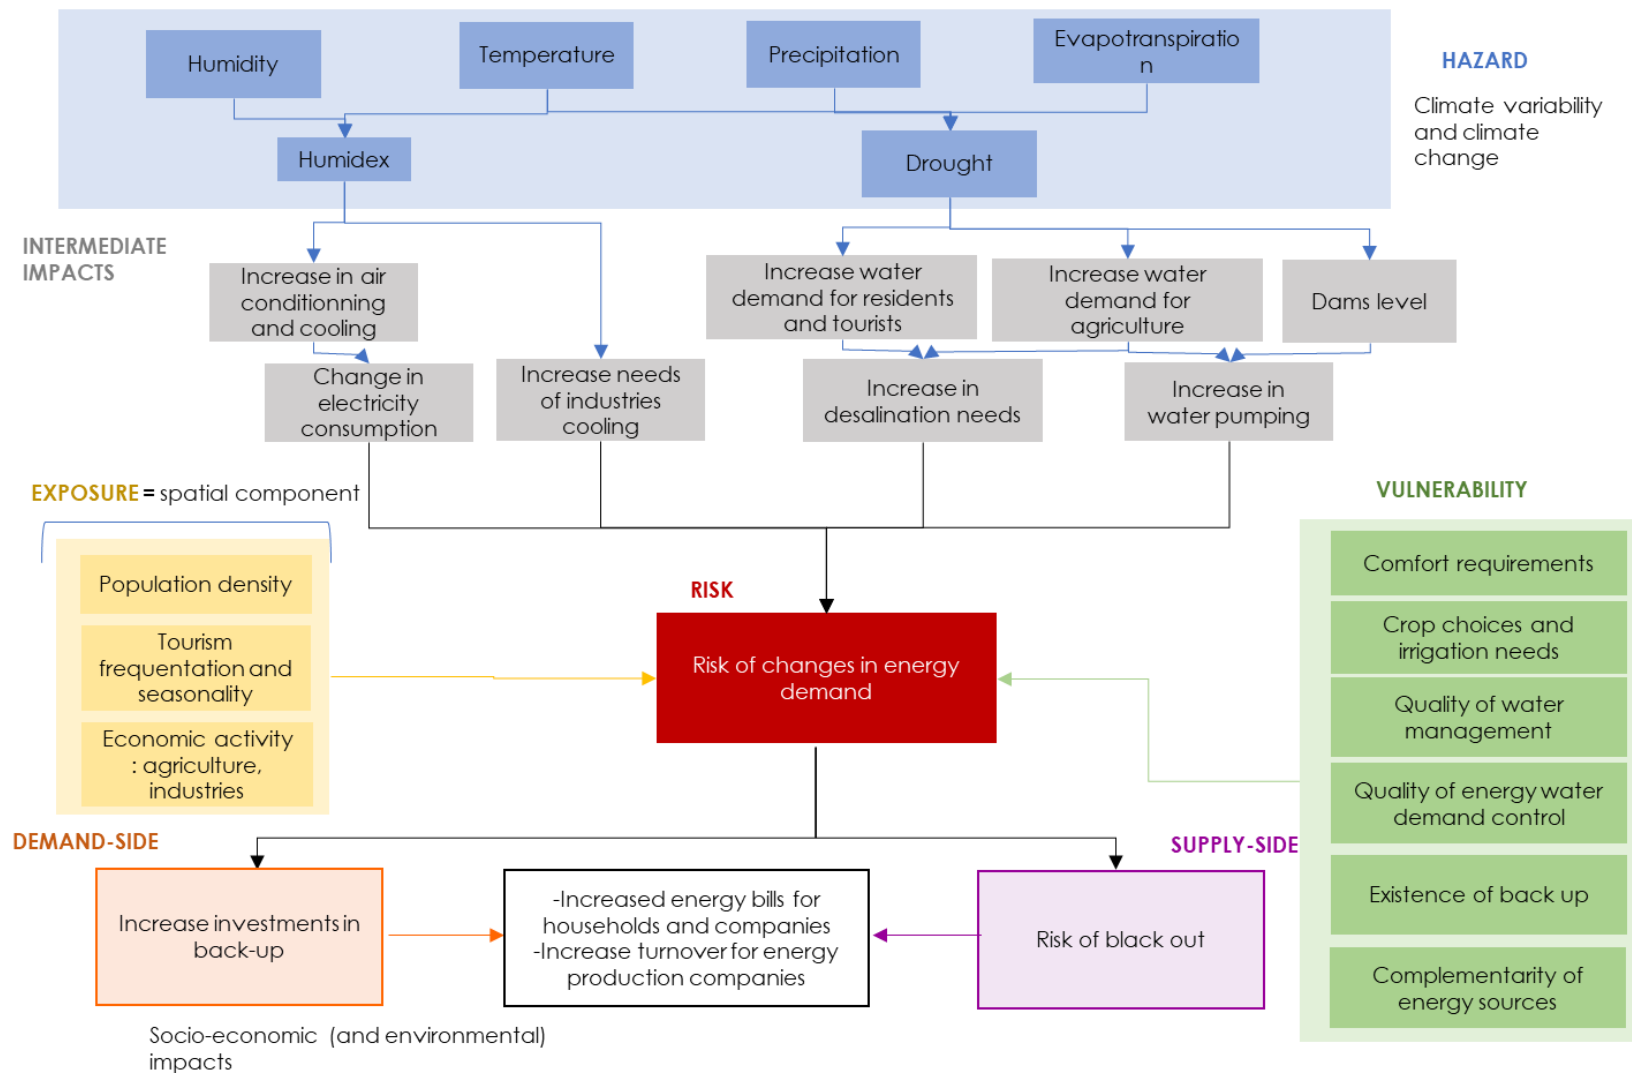 Humidity
Temperature
Precipitation
Evapotranspiratio
n
HAZARD
Climate variability
and climate
change
Humidex
Drought
INTERMEDIATE
IMPACTS
Increase in air
conditionning
and cooling
Increase water
demand for residents
and tourists
Increase water
demand for
agriculture
Dams level
Change in
electricity
consumption
Increase needs
of industries
cooling
Increase in
desalination needs
Increase in
water pumping
EXPOSURE = spatial component
VULNERABILITY
Population density
Tourism
frequentation and
seasonality
Economic activity
: agriculture,
industries
RISK
Risk of changes in energy
demand
Comfort requirements
Crop choices and
irrigation needs
Quality of water
management
Quality of energy water
demand control
Existence of back up
Complementarity of
energy sources
DEMAND-SIDE
SUPPLY-SIDE
Increase investments in
back-up
-Increased energy bills for
households and companies
-Increase turnover for energy
production companies
Risk of black out
Socio-economic (and environmental)
impacts